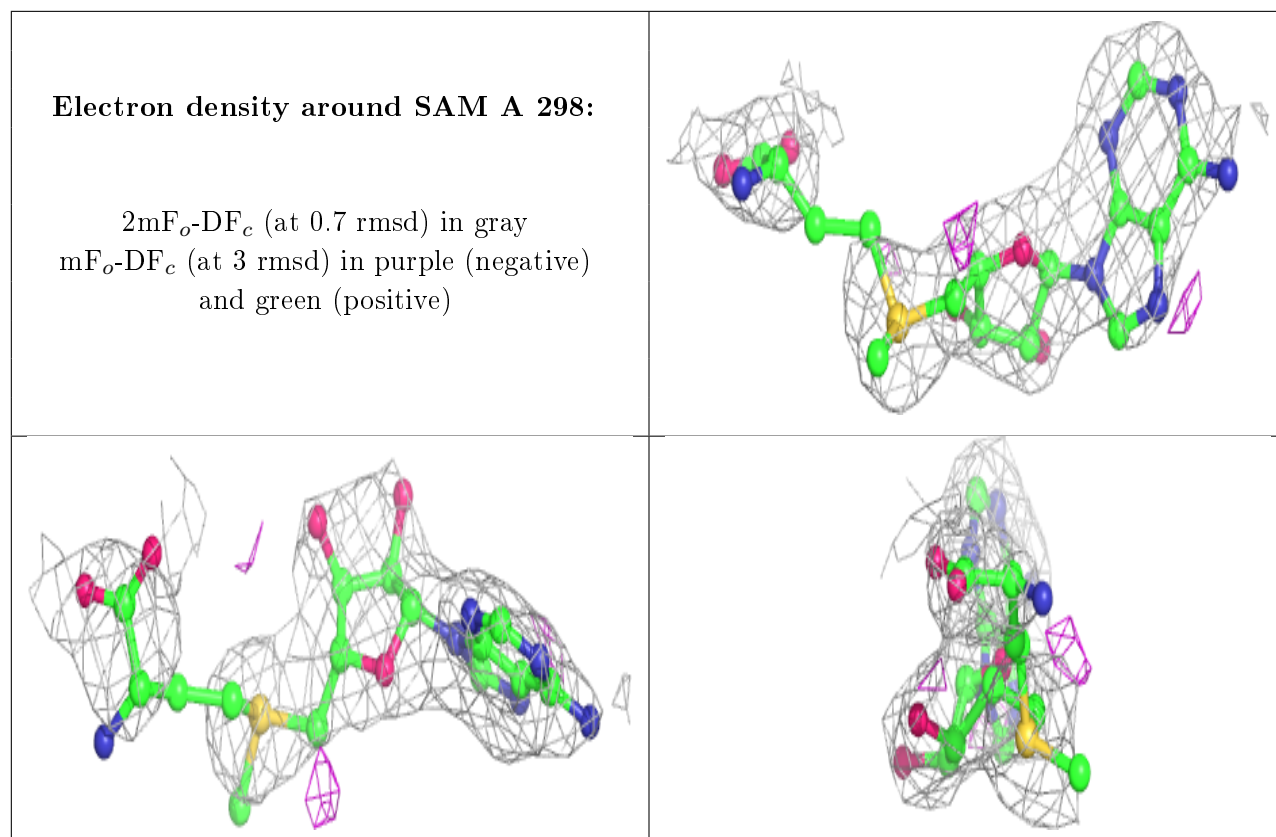 Electron density around SAM A 298:
2mFo-DFc (at 0.7 rmsd) in gray
mFo-DFc (at 3 rmsd) in purple (negative)
and green (positive)